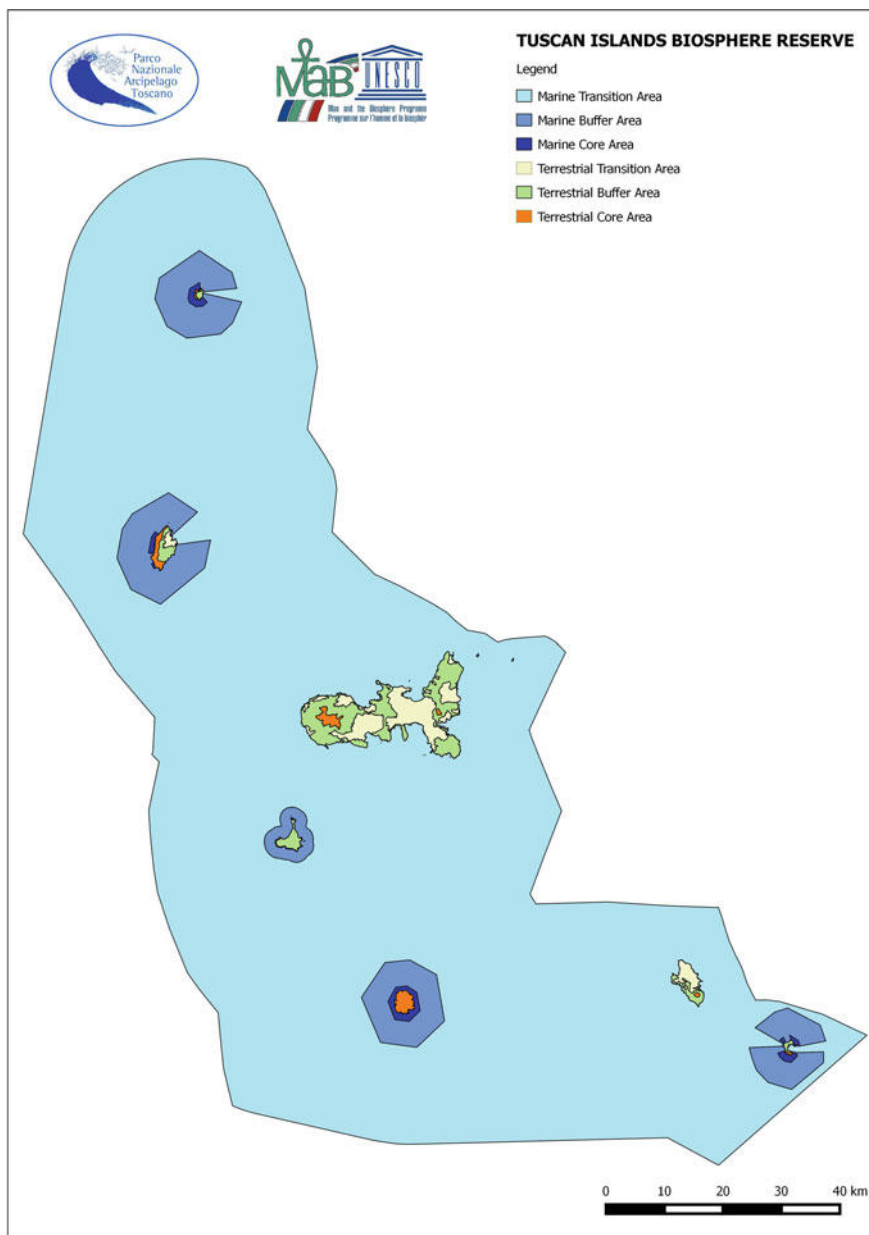 Parco
Nazionale
Arcipelago
Toscano
MaB
UNESCO
Man and the Biosphere Programme
Programme sur l'homme et la biosphère
TUSCAN ISLANDS BIOSPHERE RESERVE
Legend
Marine Transition Area
Marine Buffer Area
Marine Core Area
Terrestrial Transition Area
Terrestrial Buffer Area
Terrestrial Core Area
0 10 20 30 40 km